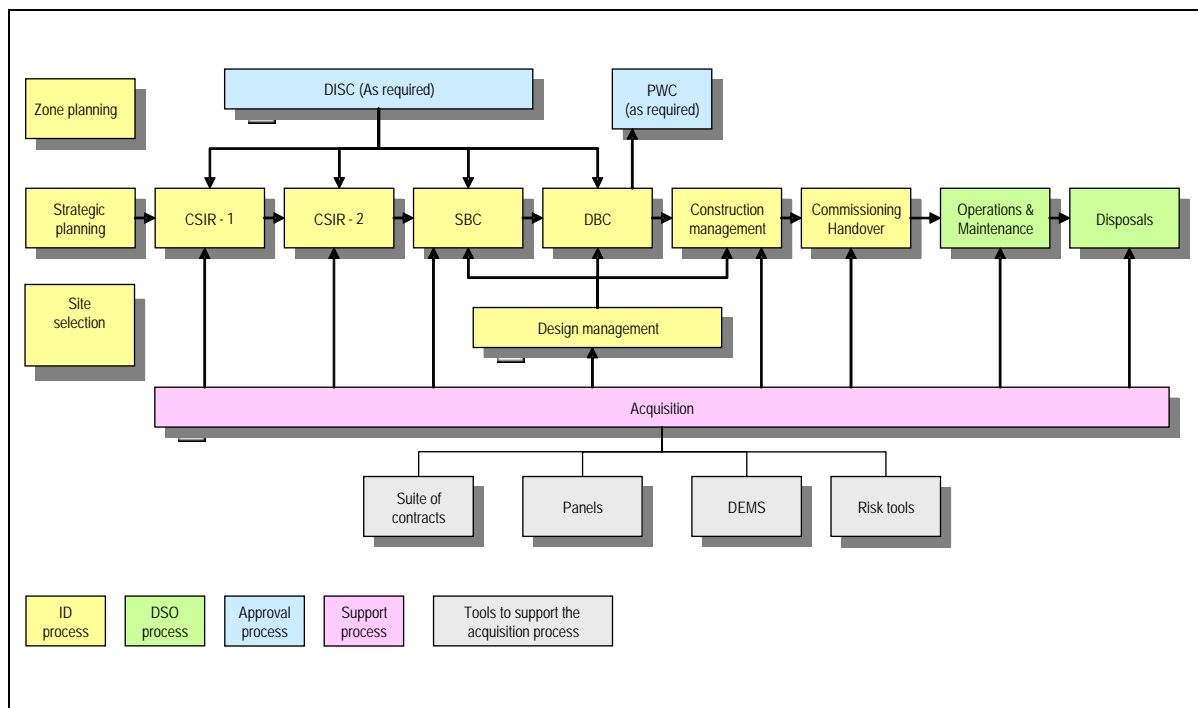 Zone planning
DISC (As required)
PWC
(as required)
Strategic
planning
CSIR - 1
CSIR - 2
SBC
DBC
Construction
management
Commissioning
Handover
Operations &
Maintenance
Disposals
Site
selection
Design management
Acquisition
Suite of
contracts
Panels
DEMS
Risk tools
ID
process
DSO
process
Approval
process
Support
process
Tools to support the
acquisition process